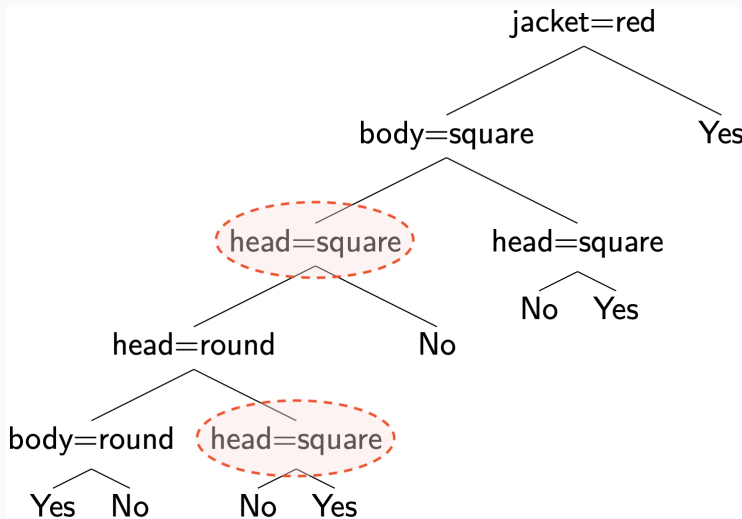 jacket=red
body=square Yes
head=square head=square
No Yes
head=round No
body=round head=square
Yes No No Yes